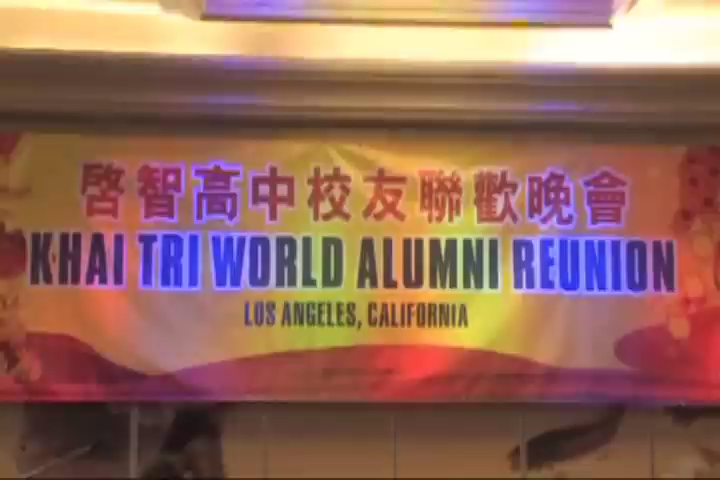 啓智高中校友聯歡晚會
KHAI TRI WORLD ALUMNI REUNION
LOS ANGELES, CALIFORNIA